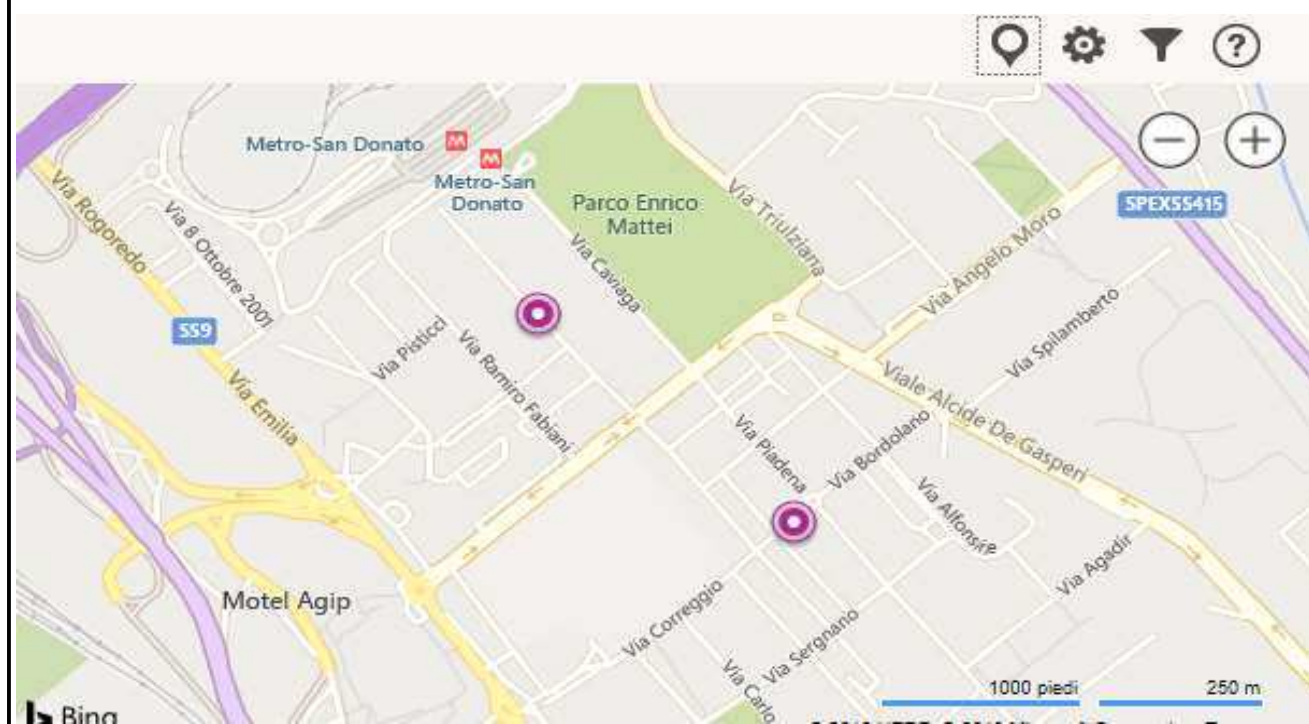 ?
Metro-San Donato
M
M
Metro-San
Donato
Parco Enrico
Mattei
Via Triulziana
SPEXSS415
Via Rogoredo
Via 8 Ottobre 2001
Via Caviaga
Via Angelo Moro
SS9
Via Pisticci
Via Ramiro Fabiani
Via Spilamberto
Via Emilia
Viale Alcide De Gasperi
Via Piadena
Via Bordolano
Via Alfonsine
Via Agadir
Motel Agip
Via Correggio
Via Sergnano
Via Carlo
1000 piedi
250 m
Bing